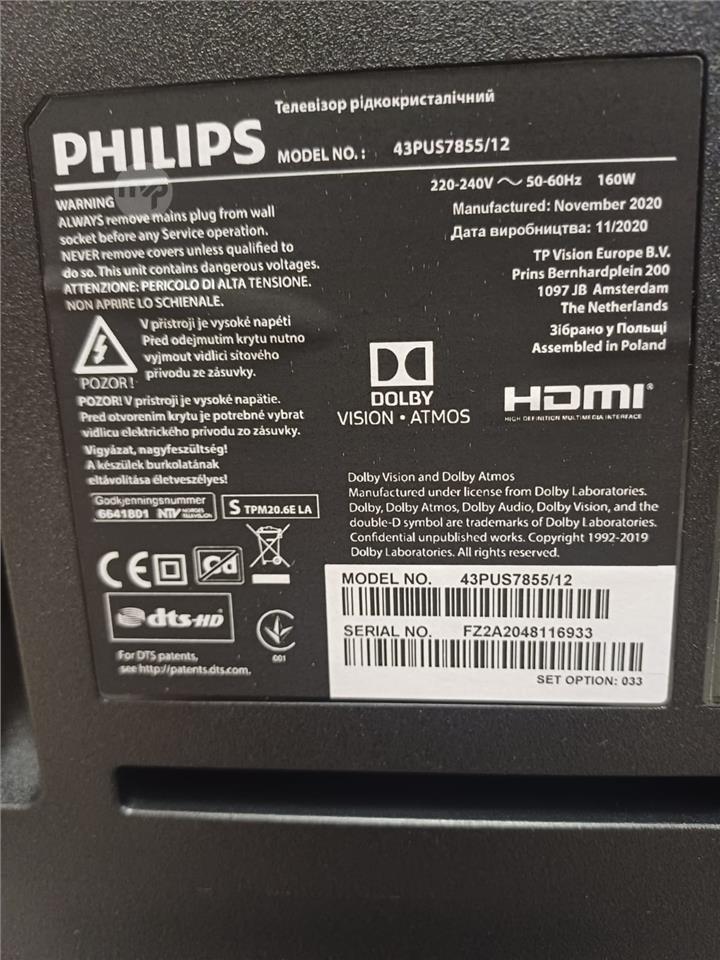 Телевізор рідкокристалічний
PHILIPS MODEL NO.: 43PUS7855/12
220-240V ~ 50-60Hz 160W
Manufactured: November 2020
Дата виробництва: 11/2020
TP Vision Europe B.V.
Prins Bernhardplein 200
1097 JB Amsterdam
The Netherlands
Зібрано у Польщі
Assembled in Poland
WARNING
ALWAYS remove mains plug from wall
socket before any Service operation.
NEVER remove covers unless qualified to
do so. This unit contains dangerous voltages.
ATTENZIONE: PERICOLO DI ALTA TENSIONE.
NON APRIRE LO SCHIENALE.
V přístroji je vysoké napětí
Před odejmutím krytu nutno
vyjmout vidlici síťového
přívodu ze zásuvky.
POZOR!
POZOR! V prístroji je vysoké napätie.
Pred otvorením krytu je potrebné vybrat
vidlicu elektrického prívodu zo zásuvky.
Vigyázat, nagyfeszültség!
A készülek burkolatának
eltávolítása életveszélyes!
Godkjenningsnummer
6641801 NTV NORGES TELEVISJON
S TPM20.6E LA
CE
Cd
dts-HD
001
For DTS patents,
see http://patents.dts.com.
DOLBY
VISION·ATMOS
HDMI®
HIGH DEFINITION MULTIMEDIA INTERFACE
Dolby Vision and Dolby Atmos
Manufactured under license from Dolby Laboratories.
Dolby, Dolby Atmos, Dolby Audio, Dolby Vision, and the
double-D symbol are trademarks of Dolby Laboratories.
Confidential unpublished works. Copyright 1992-2019
Dolby Laboratories. All rights reserved.
MODEL NO. 43PUS7855/12
SERIAL NO. FZ2A2048116933
SET OPTION: 033